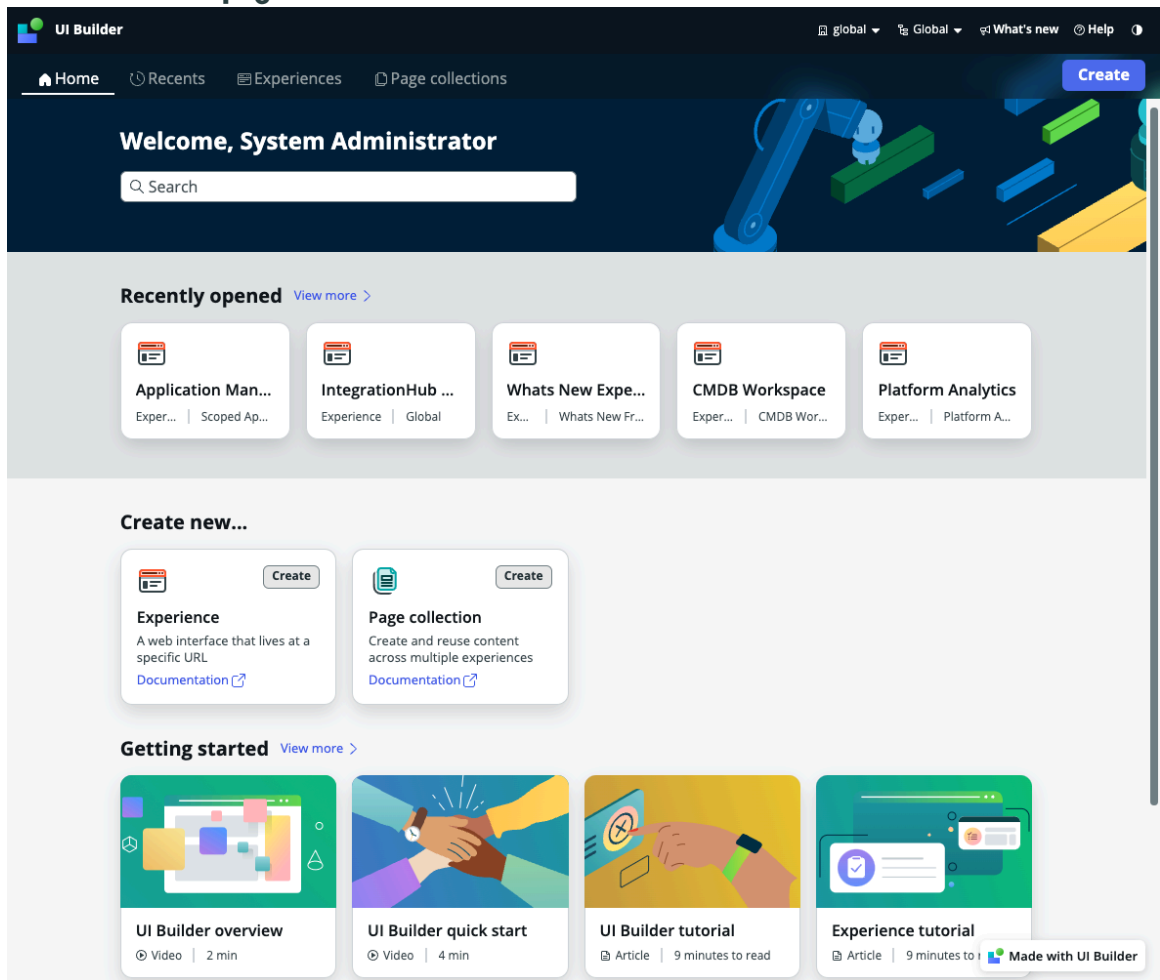 UI Builder
global
Global
What's new
Help
Home
Recents
Experiences
Page collections
Create
Welcome, System Administrator
Search
Recently opened
View more
Application Man...
Exper... | Scoped Ap...
IntegrationHub ...
Experience | Global
Whats New Expe...
Ex... | Whats New Fr...
CMDB Workspace
Exper... | CMDB Wor...
Platform Analytics
Exper... | Platform A...
Create new...
Create
Experience
A web interface that lives at a
specific URL
Documentation
Create
Page collection
Create and reuse content
across multiple experiences
Documentation
Getting started
View more
UI Builder overview
Video | 2 min
UI Builder quick start
Video | 4 min
UI Builder tutorial
Article | 9 minutes to read
Experience tutorial
Article | 9 minutes to
Made with UI Builder